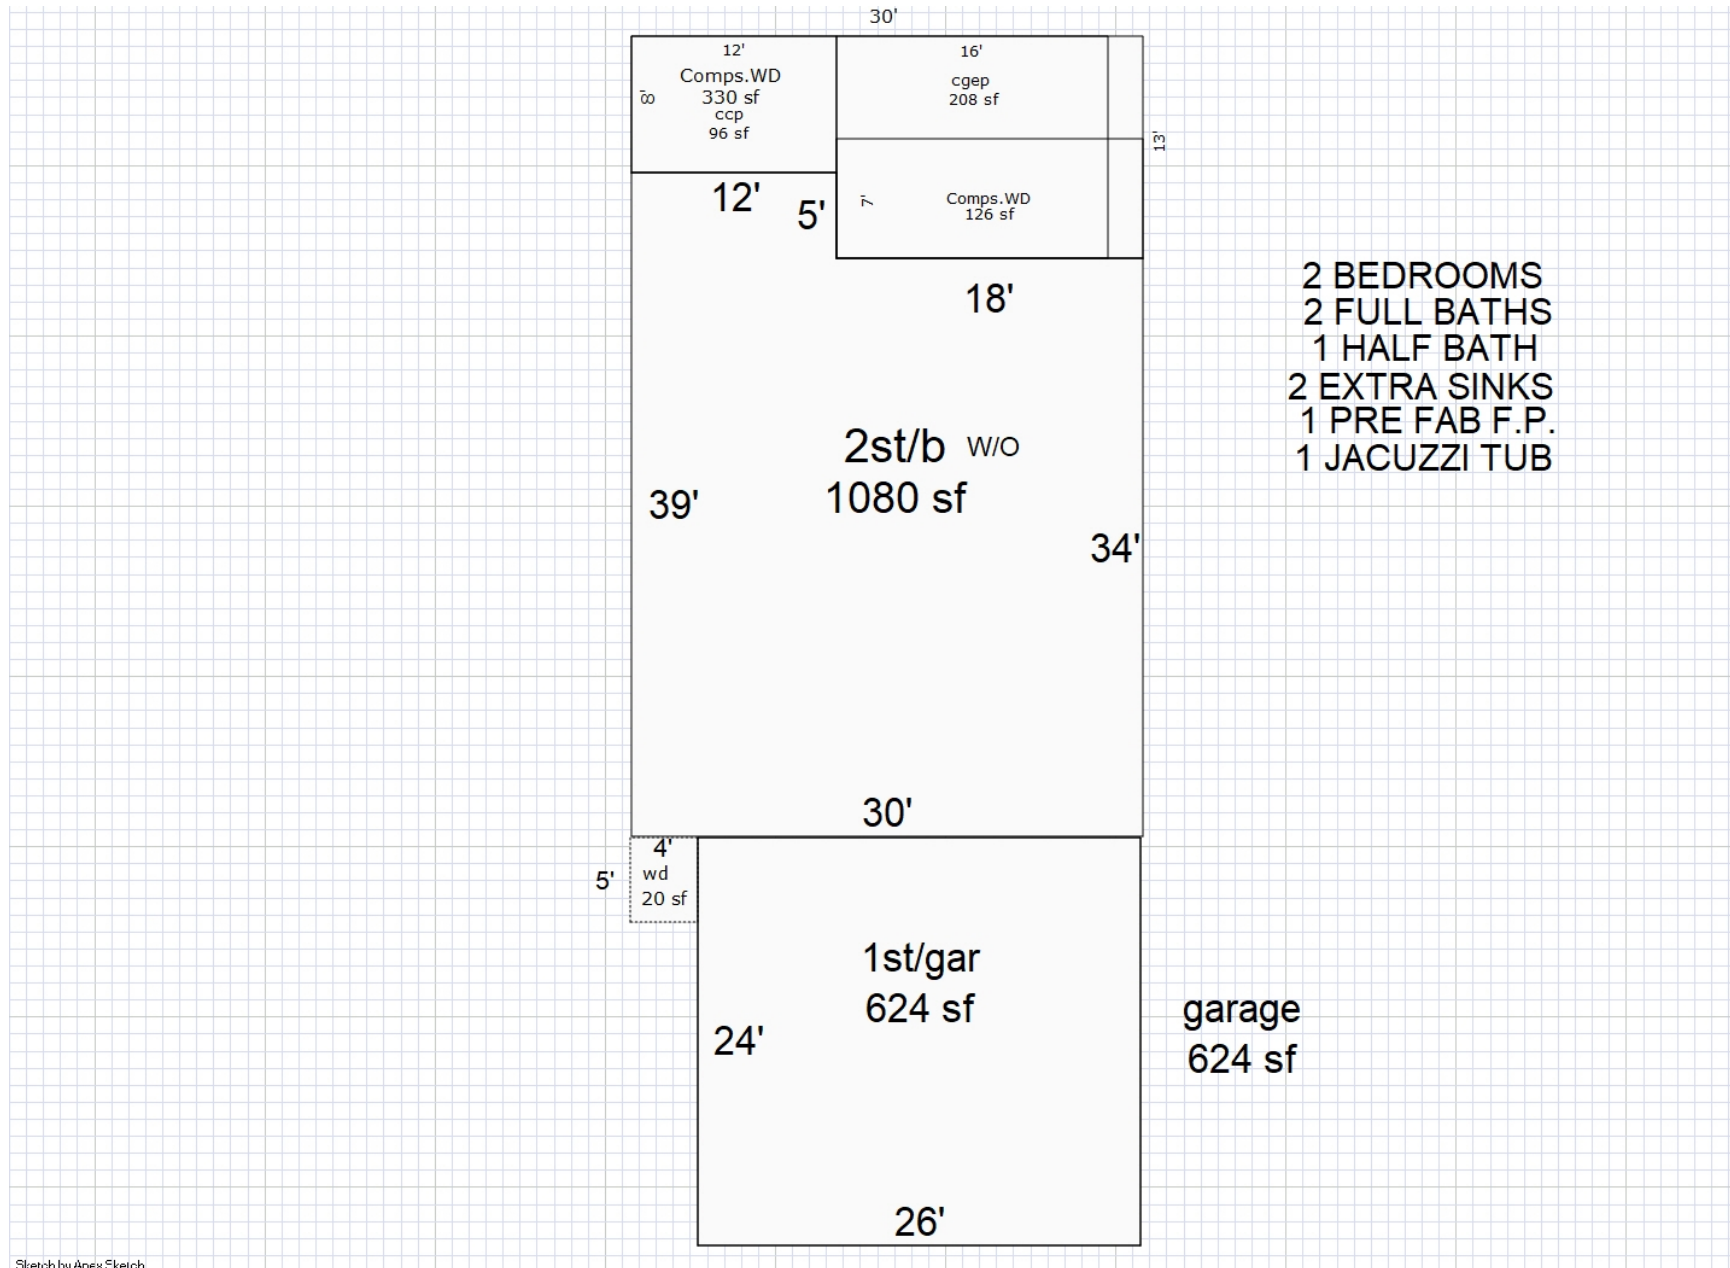 30'
12'
Comps.WD
330 sf
ccp
96 sf
8'
16'
cgep
208 sf
13'
12'
5'
7'
Comps.WD
126 sf
18'
2 BEDROOMS
2 FULL BATHS
1 HALF BATH
2 EXTRA SINKS
1 PRE FAB F.P.
1 JACUZZI TUB
2st/b W/O
1080 sf
39'
34'
30'
4'
5'
wd
20 sf
1st/gar
624 sf
garage
624 sf
24'
26'
Sketch by Apex Sketch